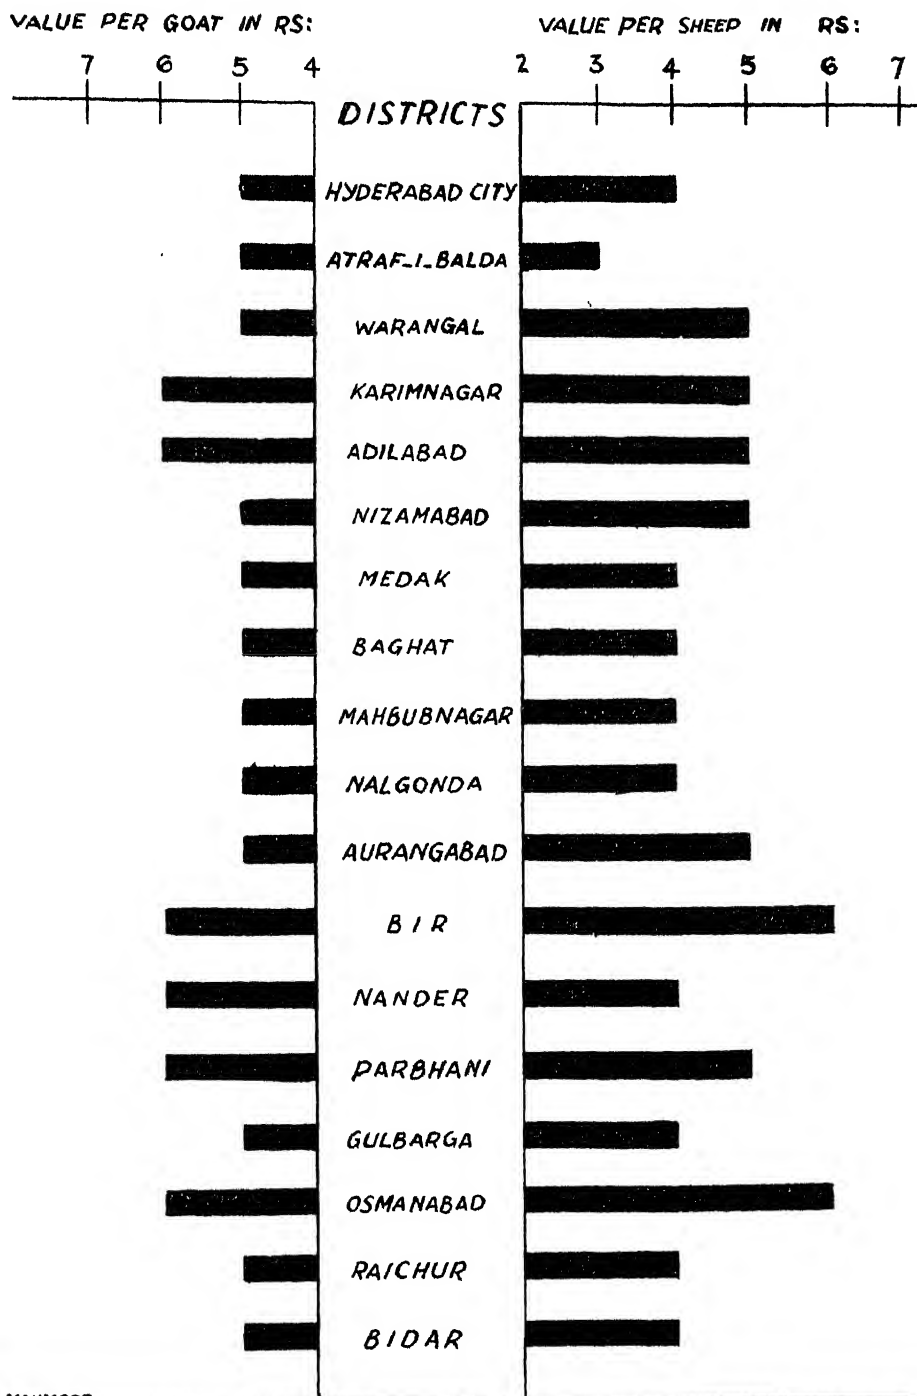 VALUE PER GOAT IN RS:
VALUE PER SHEEP IN RS:
7 6 5 4
2 3 4 5 6 7
DISTRICTS
HYDERABAD CITY
ATRAF-I-BALDA
WARANGAL
KARIMNAGAR
ADILABAD
NIZAMABAD
MEDAK
BAGHAT
MAHBUBNAGAR
NALGONDA
AURANGABAD
BIR
NANDER
PARBHANI
GULBARGA
OSMANABAD
RAICHUR
BIDAR